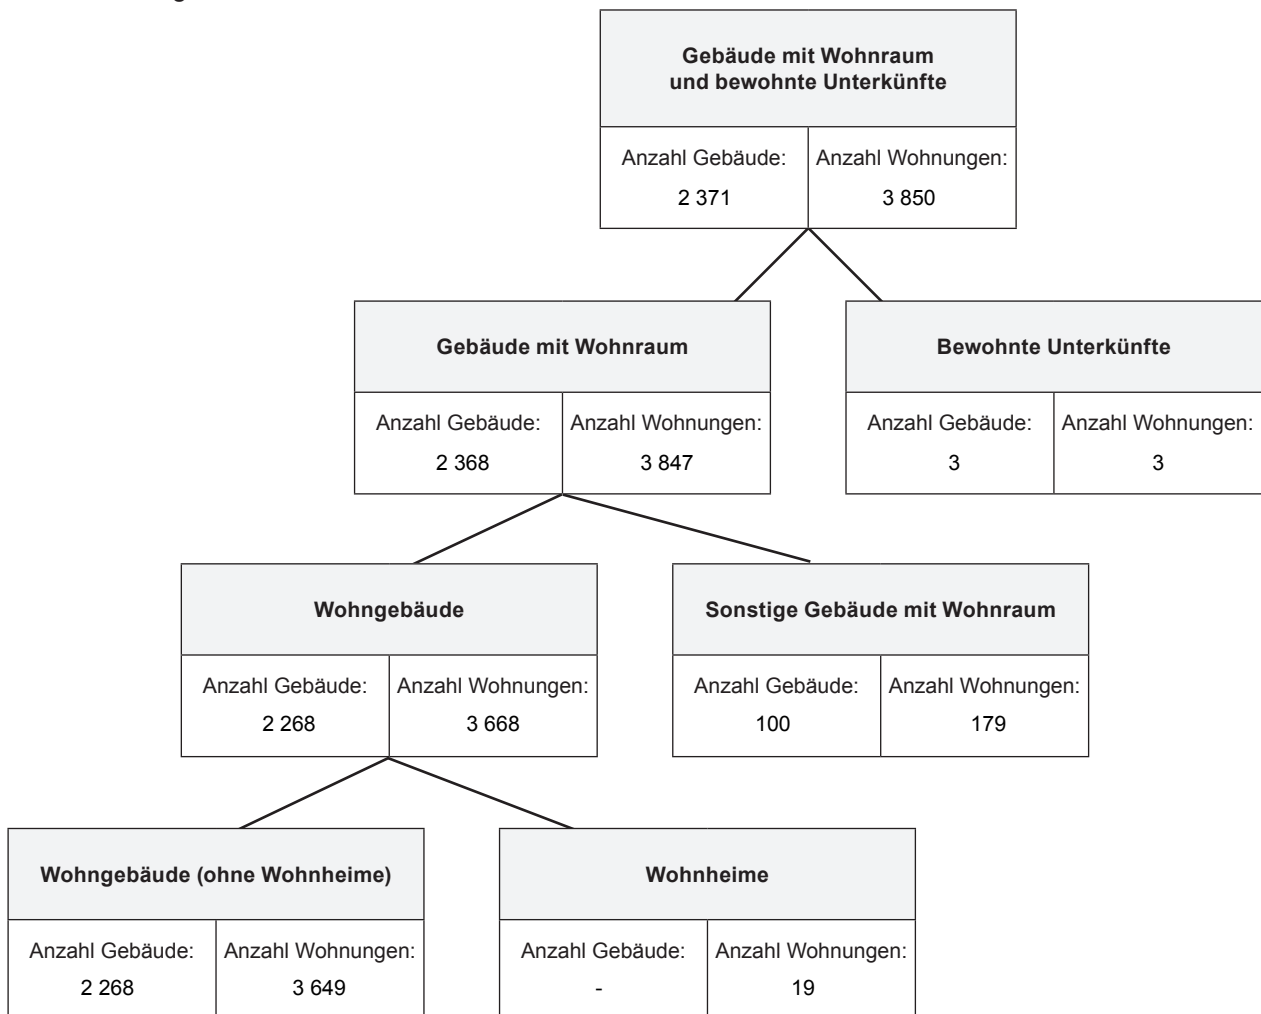 Gebäude mit Wohnraum
und bewohnte Unterkünfte
Anzahl Gebäude: Anzahl Wohnungen:
2 371 3 850
Gebäude mit Wohnraum Bewohnte Unterkünfte
Anzahl Gebäude: Anzahl Wohnungen: Anzahl Gebäude: Anzahl Wohnungen:
2 368 3 847 3 3
Wohngebäude Sonstige Gebäude mit Wohnraum
Anzahl Gebäude: Anzahl Wohnungen: Anzahl Gebäude: Anzahl Wohnungen:
2 268 3 668 100 179
Wohngebäude (ohne Wohnheime) Wohnheime
Anzahl Gebäude: Anzahl Wohnungen: Anzahl Gebäude: Anzahl Wohnungen:
2 268 3 649 - 19